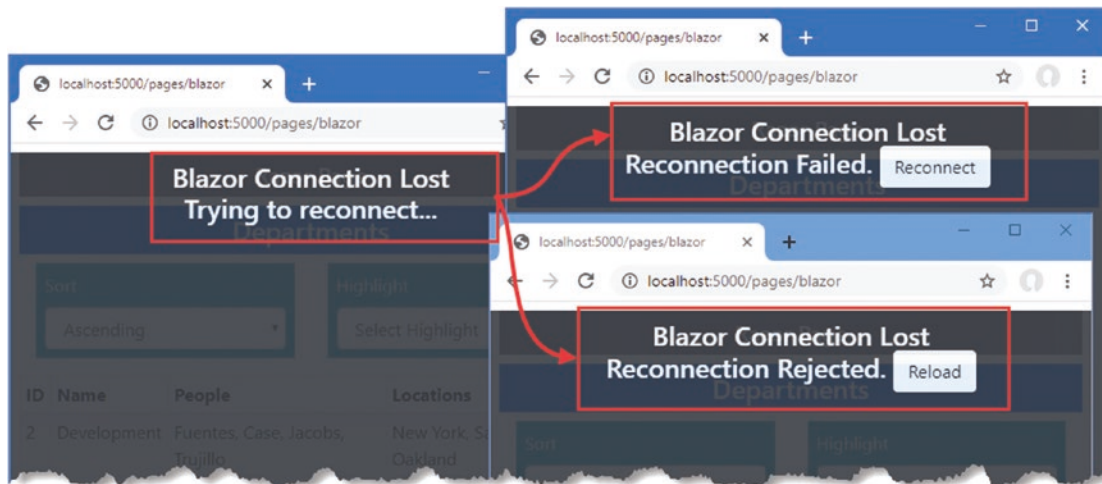 localhost:5000/pages/blazor
localhost:5000/pages/blazor
Blazor Connection Lost
Trying to reconnect...
Departments
Sort
Highlight
Ascending
Select Highlight
ID Name People Locations
2 Development Fuentes, Case, Jacobs, New York,
Trujillo Oakland
localhost:5000/pages/blazor
localhost:5000/pages/blazor
Blazor Connection Lost
Reconnection Failed. Reconnect
Departments
localhost:5000/pages/blazor
localhost:5000/pages/blazor
Blazor Connection Lost
Reconnection Rejected. Reload
Departments
Sort
Highlight